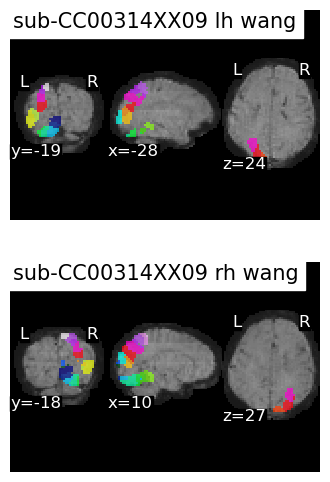 sub-CC00314XX09 lh wang
L R
L R
y=-19 x=-28
z=24
sub-CC00314XX09 rh wang
L R
L R
y=-18 x=10
z=27